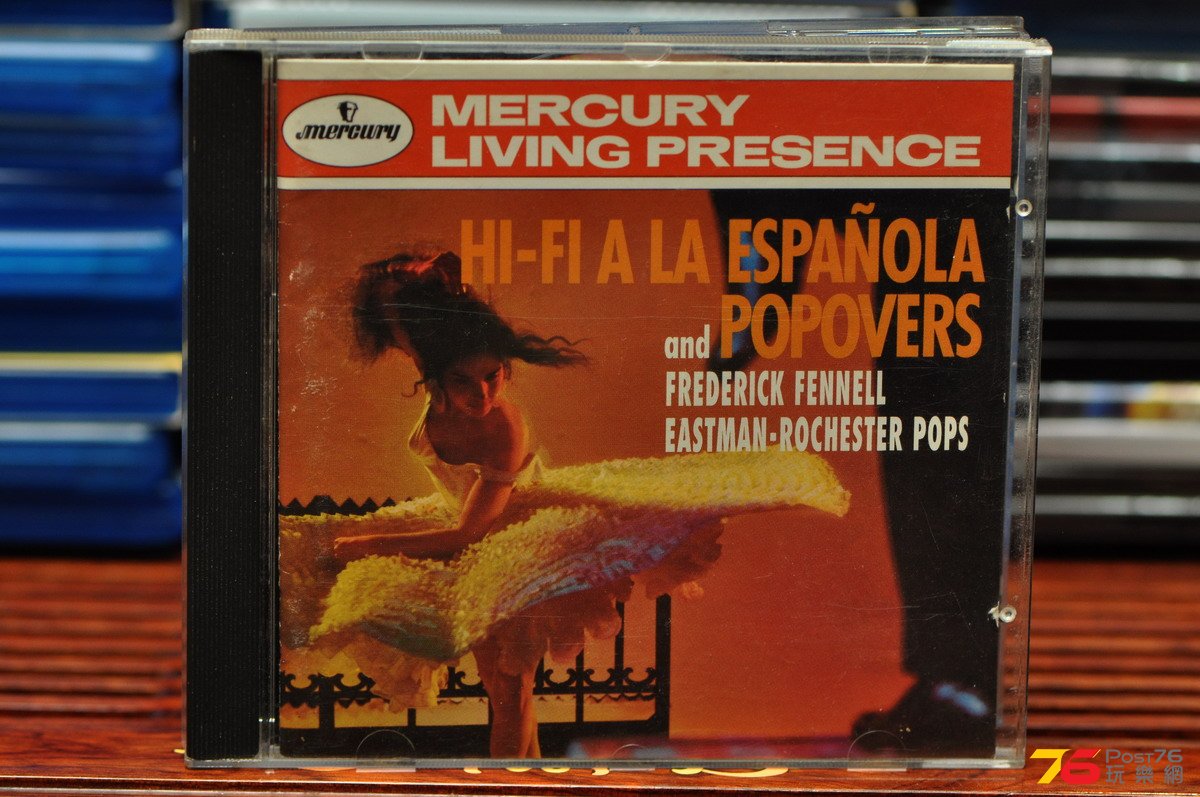 mercury
MERCURY
LIVING PRESENCE
HI-FI A LA ESPAÑOLA
and POPOVERS
FREDERICK FENNELL
EASTMAN-ROCHESTER POPS
76 POST76
玩樂網